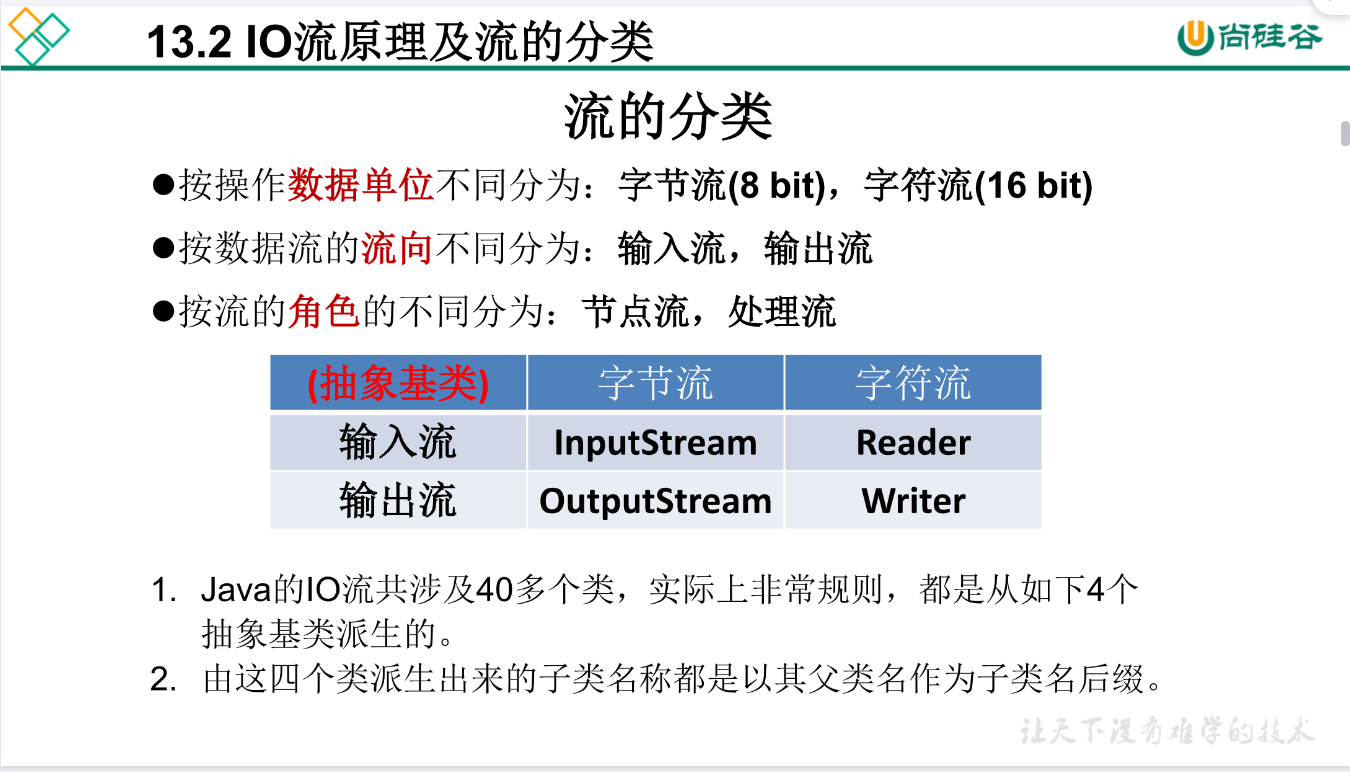 13.2 IO流原理及流的分类
尚硅谷
流的分类
●按操作数据单位不同分为：字节流(8 bit)，字符流(16 bit)
●按数据流的流向不同分为：输入流，输出流
●按流的角色的不同分为：节点流，处理流
(抽象基类) 字节流 字符流
输入流 InputStream Reader
输出流 OutputStream Writer
1. Java的IO流共涉及40多个类，实际上非常规则，都是从如下4个
抽象基类派生的。
2. 由这四个类派生出来的子类名称都是以其父类名作为子类名后缀。
让天下没有难学的技术